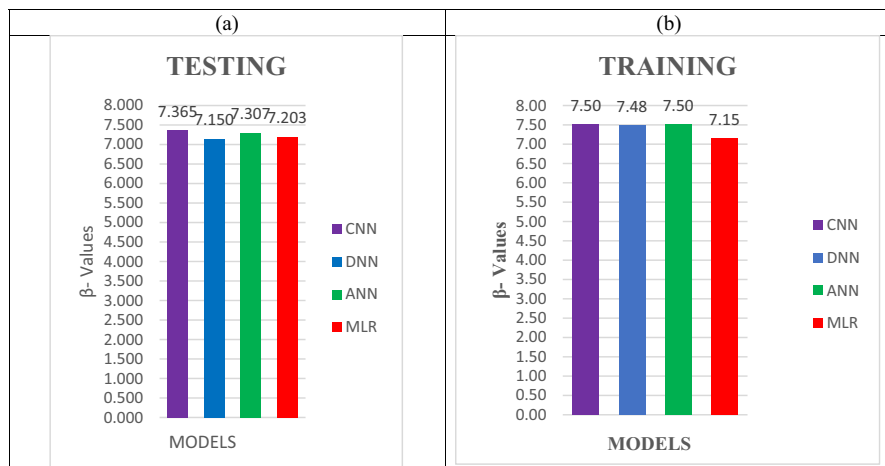 (a)
TESTING
8.000
7.500
7.000
6.500
6.000
5.500
5.000
4.500
4.000
3.500
3.000
2.500
2.000
1.500
1.000
0.500
0.000
β- Values
7.365
7.150
7.307
7.203
MODELS
CNN
DNN
ANN
MLR
(b)
TRAINING
8.00
7.50
7.00
6.50
6.00
5.50
5.00
4.50
4.00
3.50
3.00
2.50
2.00
1.50
1.00
0.50
0.00
β- Values
7.50
7.48
7.50
7.15
MODELS
CNN
DNN
ANN
MLR